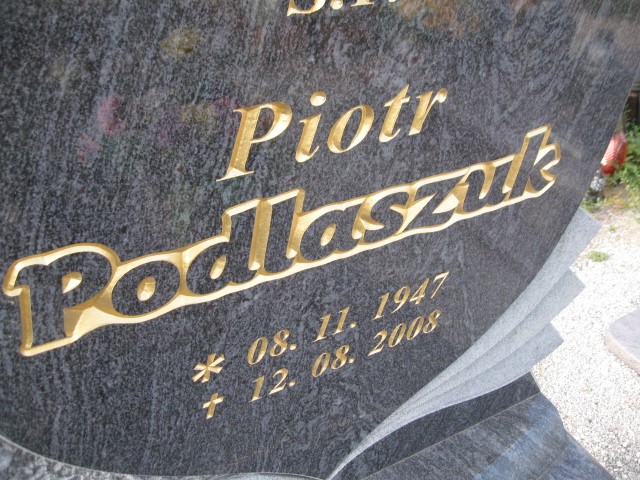 Piotr
Podlaszuk
* 08. 11. 1947
† 12. 08. 2008